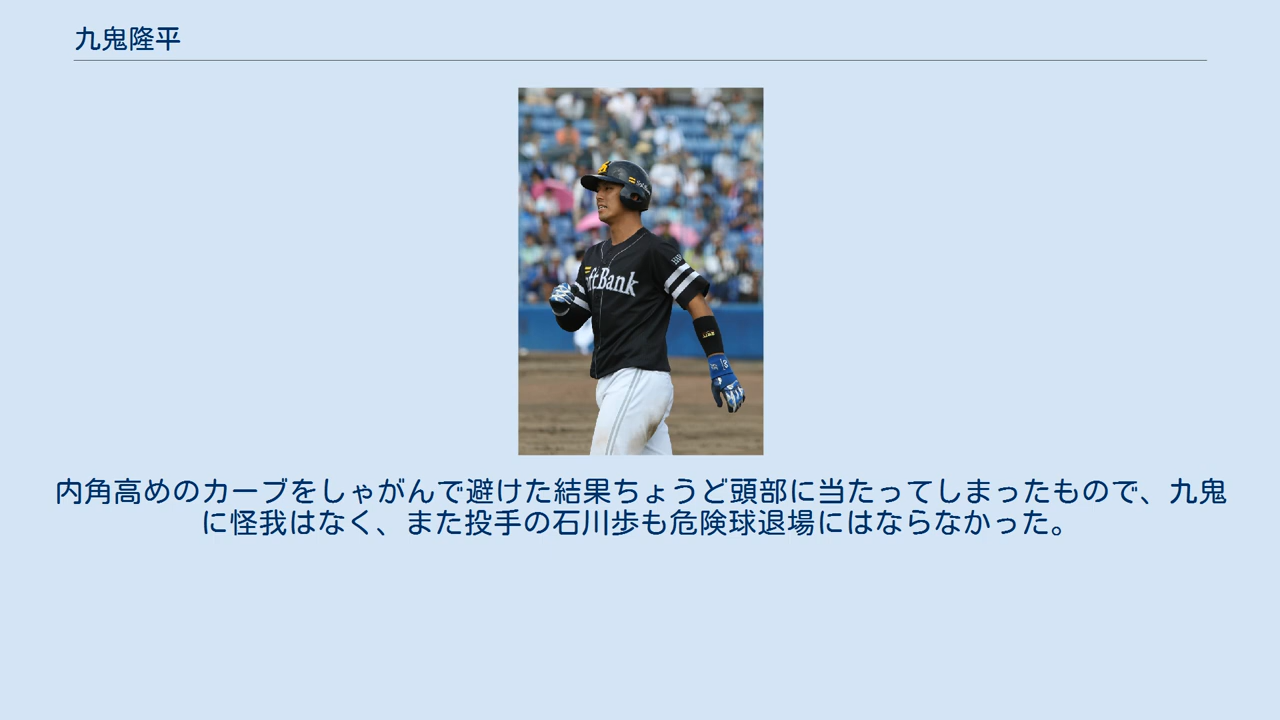 九鬼隆平
ftBank
内角高めのカーブをしゃがんで避けた結果ちょうど頭部に当たってしまったもので、九鬼
に怪我はなく、また投手の石川歩も危険球退場にはならなかった。